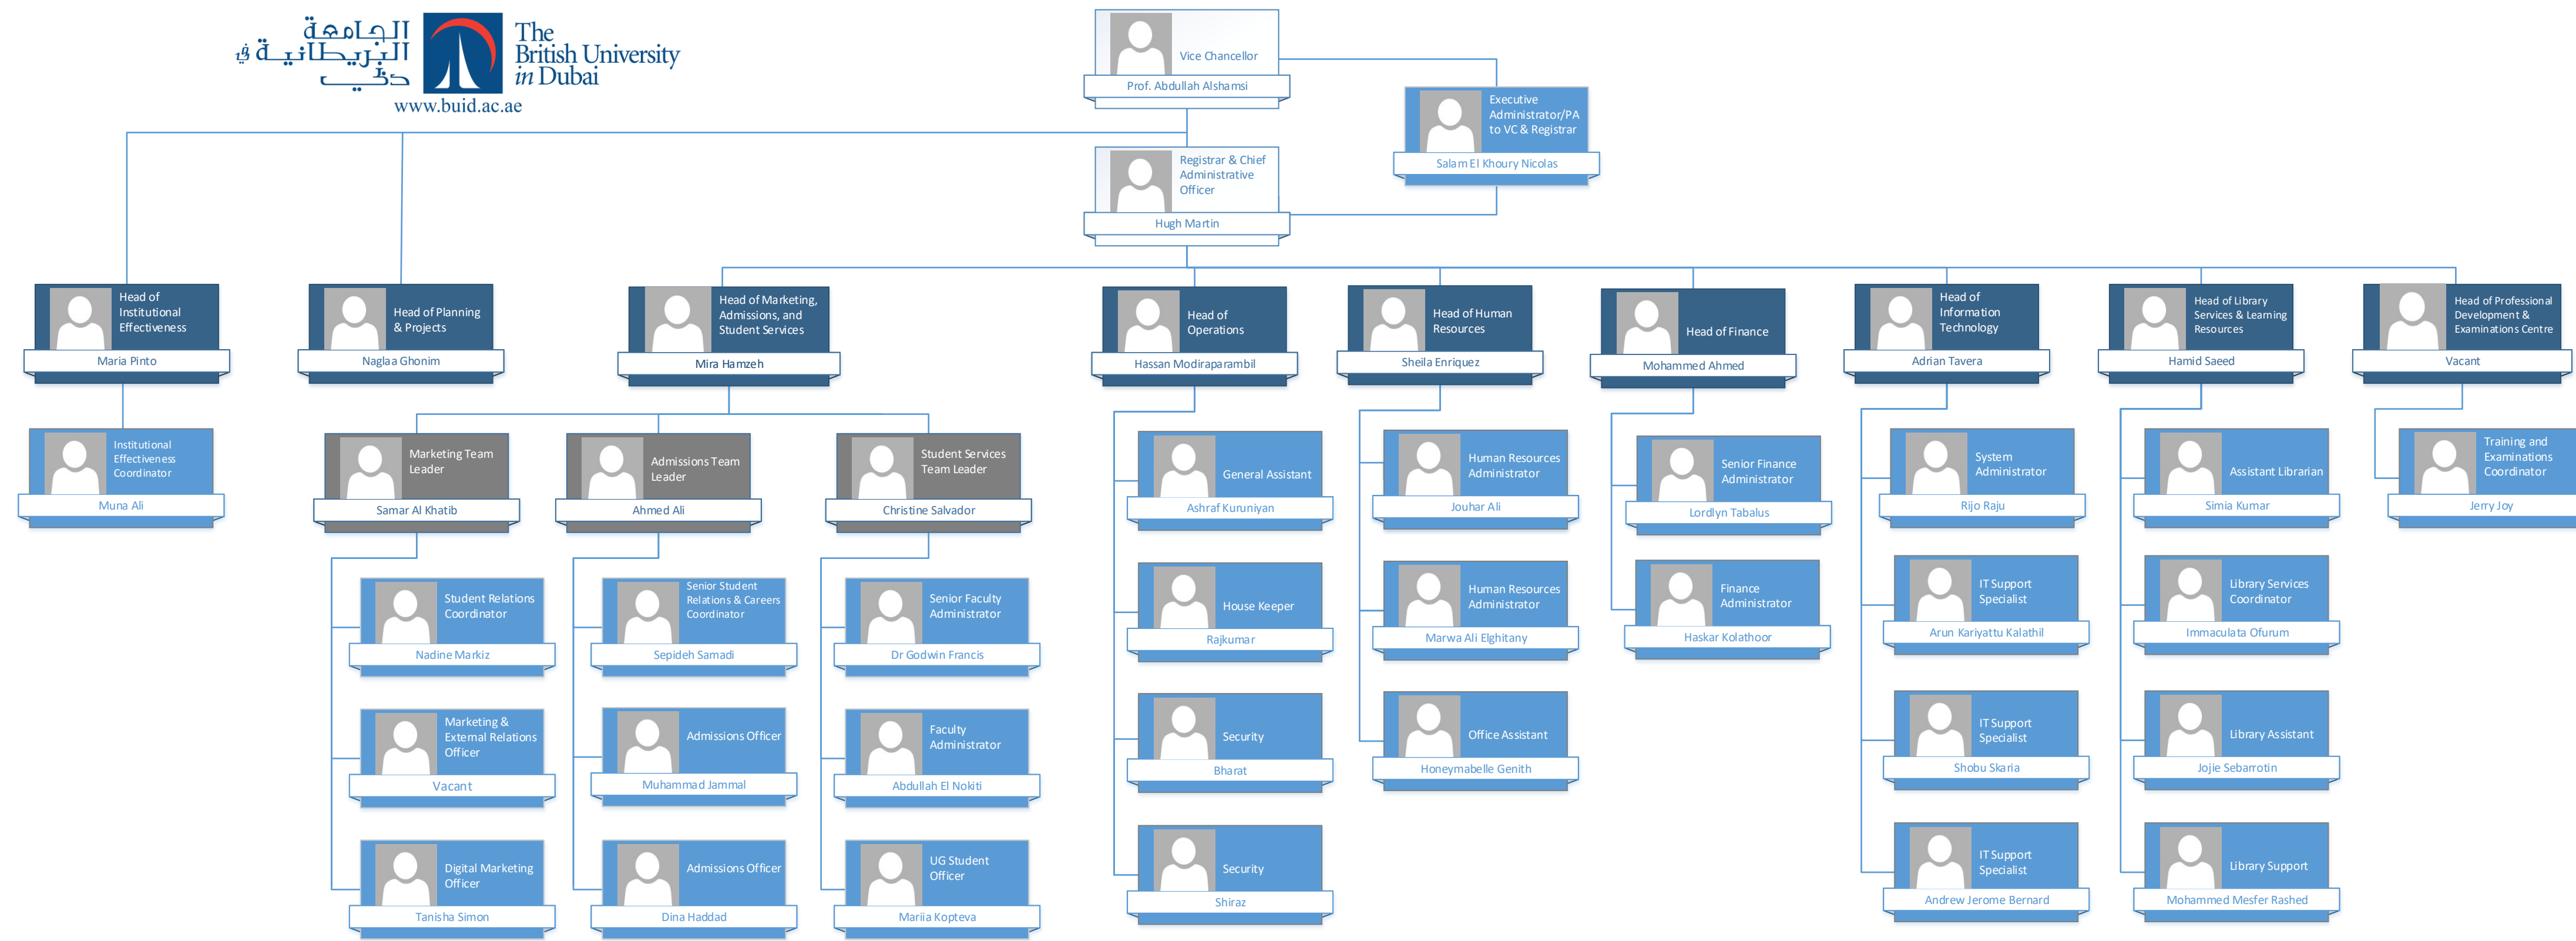 الجامعة
البريطانية في
دبي
The
British University
in Dubai
www.buid.ac.ae
Vice Chancellor
Prof. Abdullah Alshamsi
Executive
Administrator/PA
to VC & Registrar
Salam El Khoury Nicolas
Registrar & Chief
Administrative
Officer
Hugh Martin
Head of
Institutional
Effectiveness
Maria Pinto
Head of Planning
& Projects
Naglaa Ghonim
Head of Marketing,
Admissions, and
Student Services
Mira Hamzeh
Head of
Operations
Hassan Modiraparambil
Head of Human
Resources
Sheila Enriquez
Head of Finance
Mohammed Ahmed
Head of
Information
Technology
Adrian Tavera
Head of Library
Services & Learning
Resources
Hamid Saeed
Head of Professional
Development &
Examinations Centre
Vacant
Institutional
Effectiveness
Coordinator
Muna Ali
Marketing Team
Leader
Samar Al Khatib
Admissions Team
Leader
Ahmed Ali
Student Services
Team Leader
Christine Salvador
General Assistant
Ashraf Kuruniyan
Human Resources
Administrator
Jouhar Ali
Senior Finance
Administrator
Lordlyn Tabalus
System
Administrator
Rijo Raju
Assistant Librarian
Simia Kumar
Training and
Examinations
Coordinator
Jerry Joy
Student Relations
Coordinator
Nadine Markiz
Senior Student
Relations & Careers
Coordinator
Sepideh Samadi
Senior Faculty
Administrator
Dr Godwin Francis
House Keeper
Rajkumar
Human Resources
Administrator
Marwa Ali Elghitany
Finance
Administrator
Haskar Kolathoor
IT Support
Specialist
Arun Kariyattu Kalathil
Library Services
Coordinator
Immaculata Ofurum
Marketing &
External Relations
Officer
Vacant
Admissions Officer
Muhammad Jammal
Faculty
Administrator
Abdullah El Nokiti
Security
Bharat
Office Assistant
Honeymabelle Genith
IT Support
Specialist
Shobu Skaria
Library Assistant
Jojie Sebarrotin
Digital Marketing
Officer
Tanisha Simon
Admissions Officer
Dina Haddad
UG Student
Officer
Mariia Kopteva
Security
Shiraz
IT Support
Specialist
Andrew Jerome Bernard
Library Support
Mohammed Mesfer Rashed